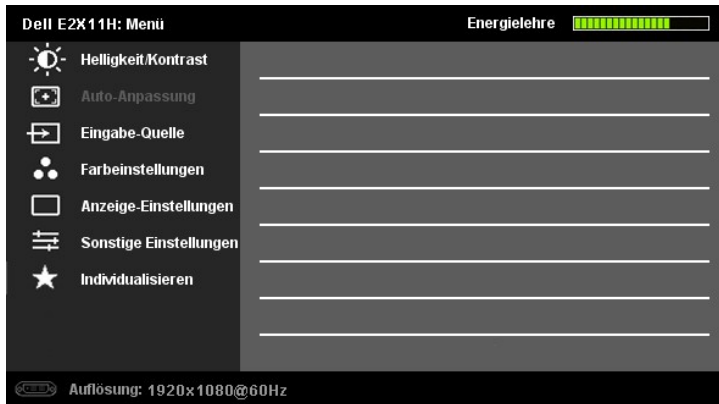 Dell E2X11H: Menü
Energielehre
Helligkeit/Kontrast
Auto-Anpassung
Eingabe-Quelle
Farbeinstellungen
Anzeige-Einstellungen
Sonstige Einstellungen
Individualisieren
Auflösung: 1920x1080@60Hz